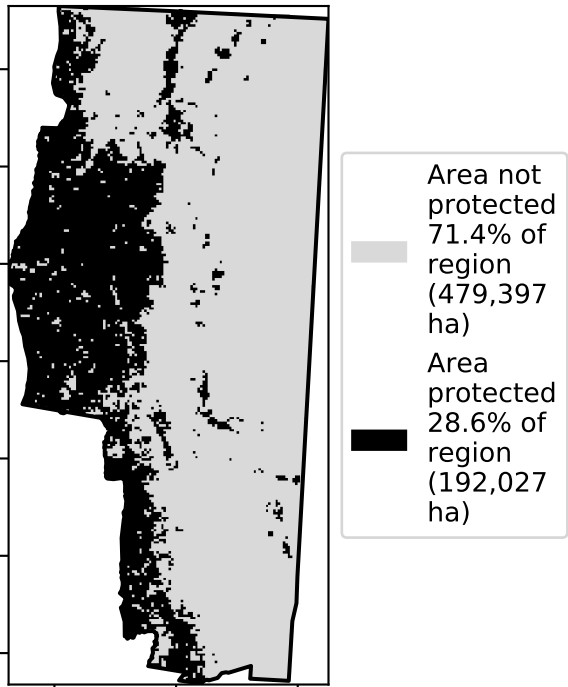 Area not
protected
71.4% of
region
(479,397
ha)
Area
protected
28.6% of
region
(192,027
ha)